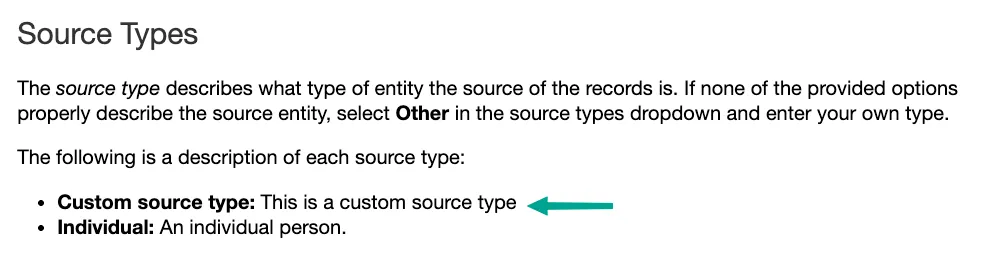 Source Types
The source type describes what type of entity the source of the records is. If none of the provided options
properly describe the source entity, select Other in the source types dropdown and enter your own type.
The following is a description of each source type:
• Custom source type: This is a custom source type
• Individual: An individual person.